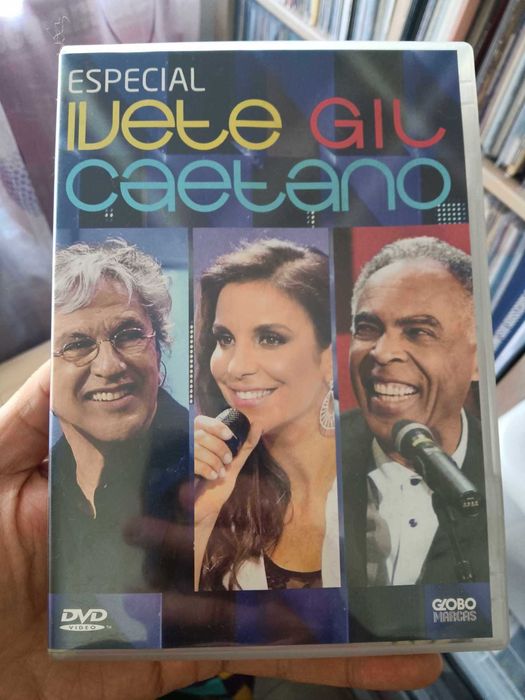 ESPECIAL
IVete GIL
caetano
DVD
VIDEO
GLOBO
MARCAS